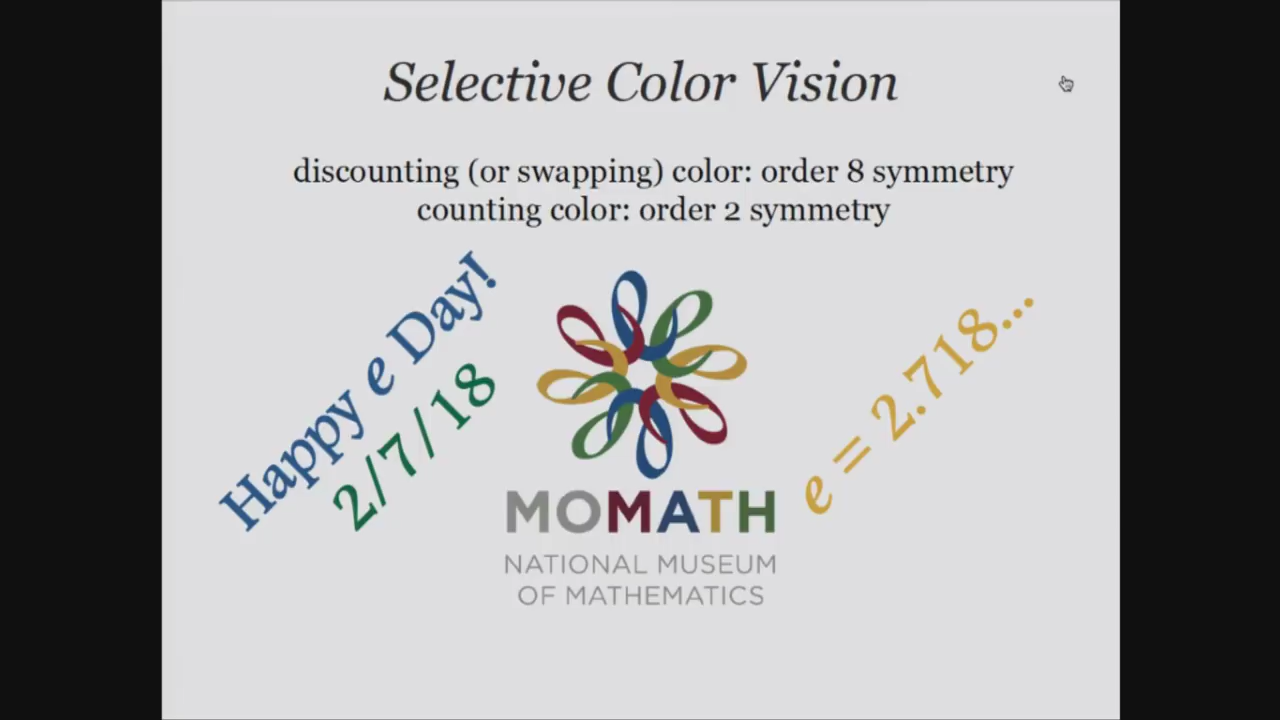 Selective Color Vision
discounting (or swapping) color: order 8 symmetry
counting color: order 2 symmetry
Happy e Day!
2/7/18
e = 2.718...
MOMATH
NATIONAL MUSEUM
OF MATHEMATICS